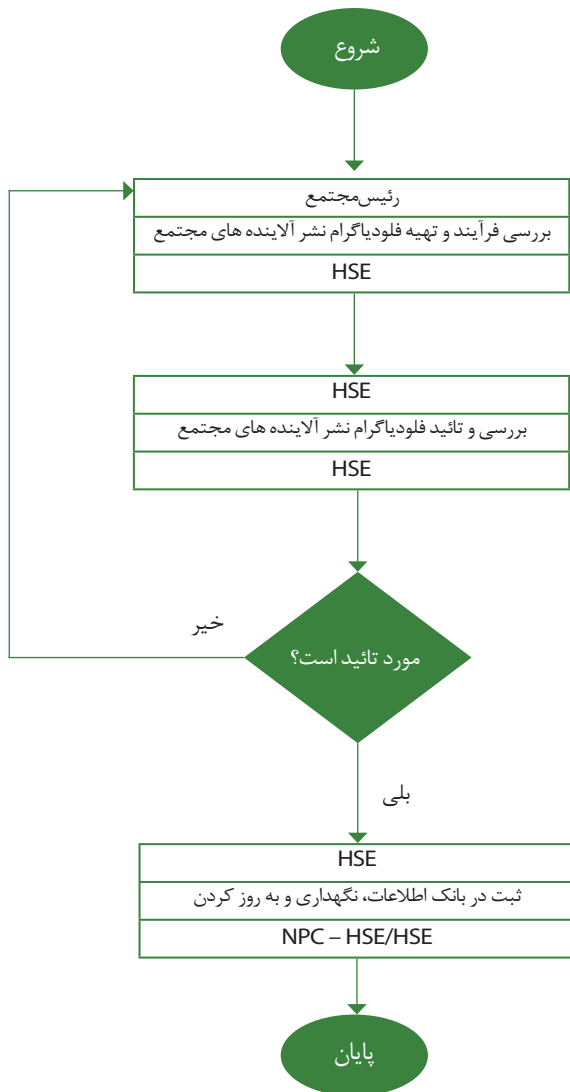 شروع
رئیس‌مجتمع
بررسی فرآیند و تهیه فلودیاگرام نشر آلاینده های مجتمع
HSE
HSE
بررسی و تائید فلودیاگرام نشر آلاینده های مجتمع
HSE
مورد تائید است؟
خیر
بلی
HSE
ثبت در بانک اطلاعات، نگهداری و به روز کردن
NPC – HSE/HSE
پایان